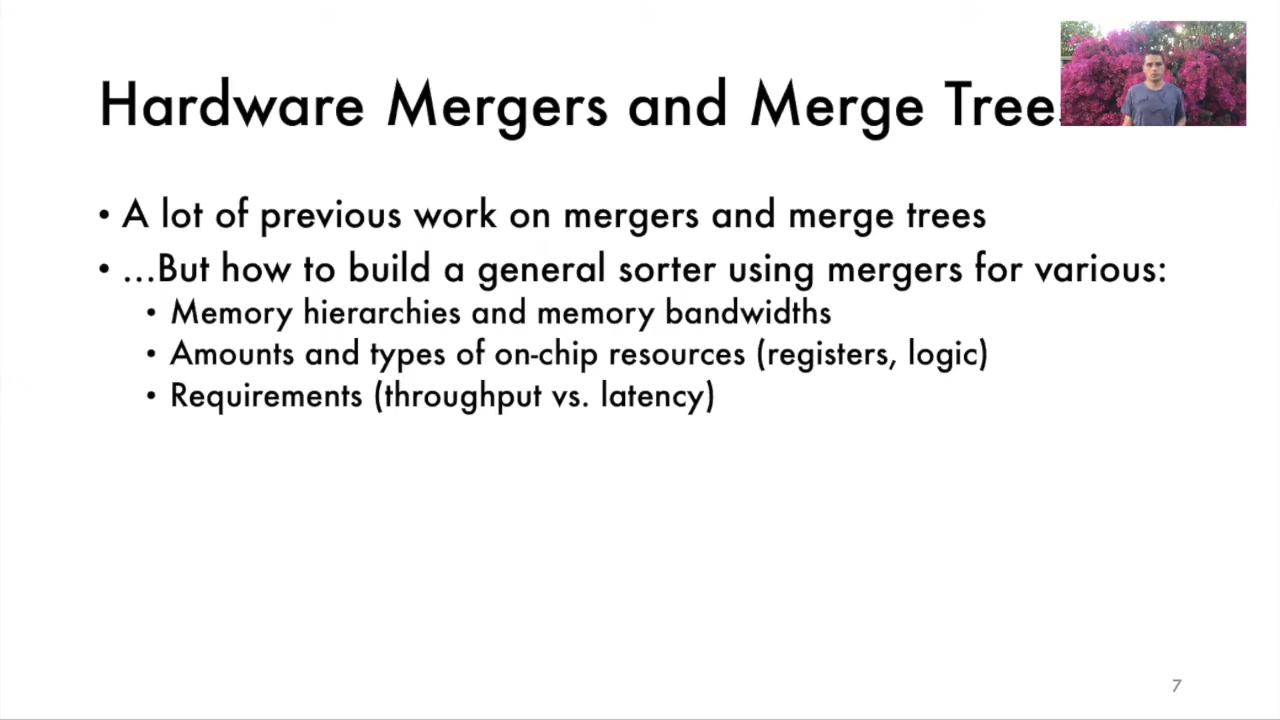 Hardware Mergers and Merge Tree
• A lot of previous work on mergers and merge trees
• ...But how to build a general sorter using mergers for various:
• Memory hierarchies and memory bandwidths
• Amounts and types of on-chip resources (registers, logic)
• Requirements (throughput vs. latency)
7